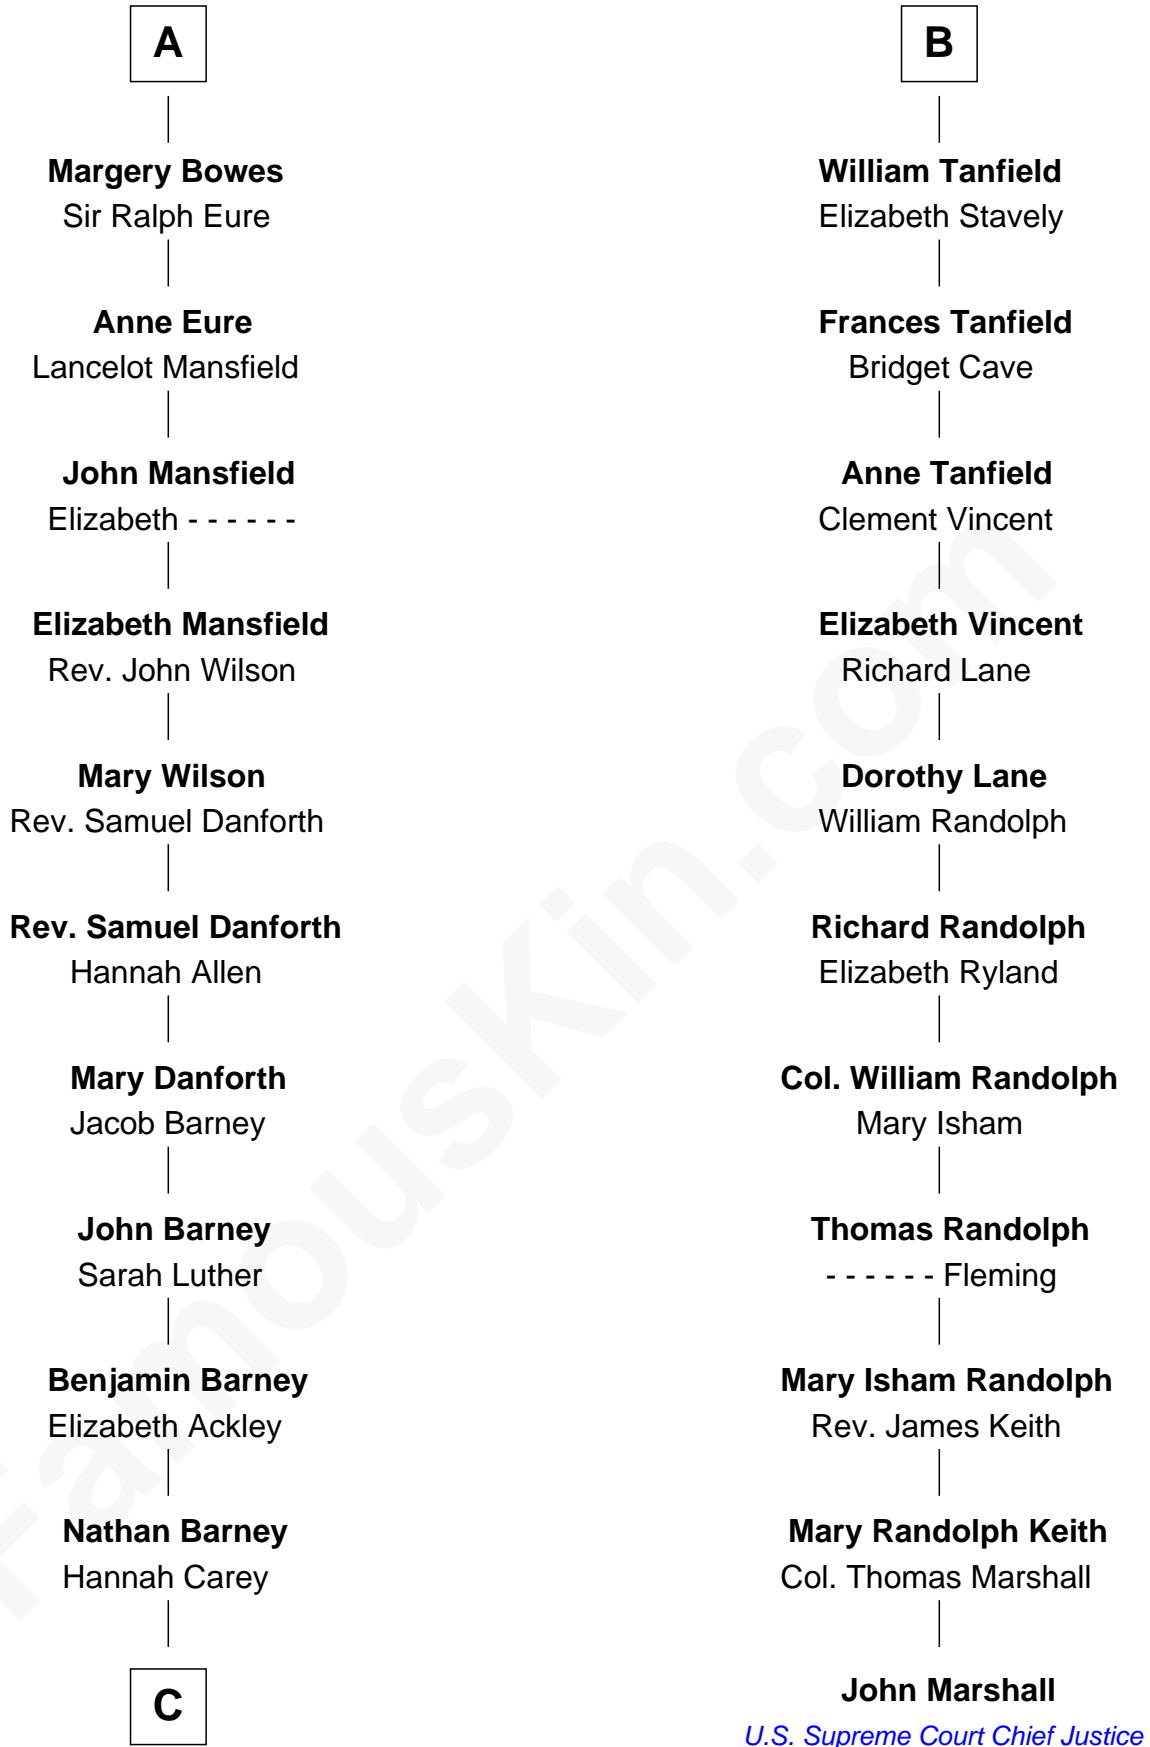 A
Margery Bowes
Sir Ralph Eure
Anne Eure
Lancelot Mansfield
John Mansfield
Elizabeth - - - - - -
Elizabeth Mansfield
Rev. John Wilson
Mary Wilson
Rev. Samuel Danforth
Rev. Samuel Danforth
Hannah Allen
Mary Danforth
Jacob Barney
John Barney
Sarah Luther
Benjamin Barney
Elizabeth Ackley
Nathan Barney
Hannah Carey
C
B
William Tanfield
Elizabeth Stavely
Frances Tanfield
Bridget Cave
Anne Tanfield
Clement Vincent
Elizabeth Vincent
Richard Lane
Dorothy Lane
William Randolph
Richard Randolph
Elizabeth Ryland
Col. William Randolph
Mary Isham
Thomas Randolph
- - - - - - Fleming
Mary Isham Randolph
Rev. James Keith
Mary Randolph Keith
Col. Thomas Marshall
John Marshall
U.S. Supreme Court Chief Justice
FamousKin.com